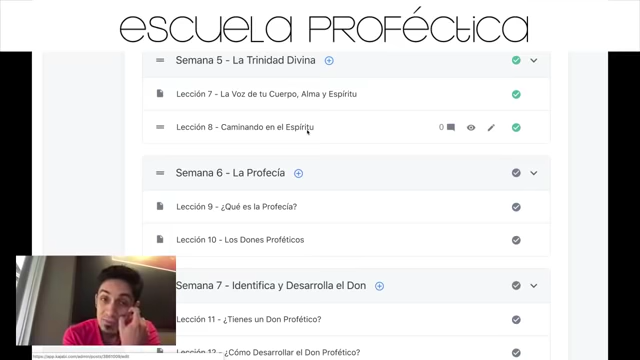 escuela proféctica
Semana 5 - La Trinidad Divina
Lección 7 - La Voz de tu Cuerpo, Alma y Espíritu
Lección 8 - Caminando en el Espíritu
0
Semana 6 - La Profecía
Lección 9 - ¿Qué es la Profecía?
Lección 10 - Los Dones Proféticos
Semana 7 - Identifica y Desarrolla el Don
Lección 11 - ¿Tienes un Don Profético?
Lección 12 - ¿Cómo Desarrollar el Don Profético?